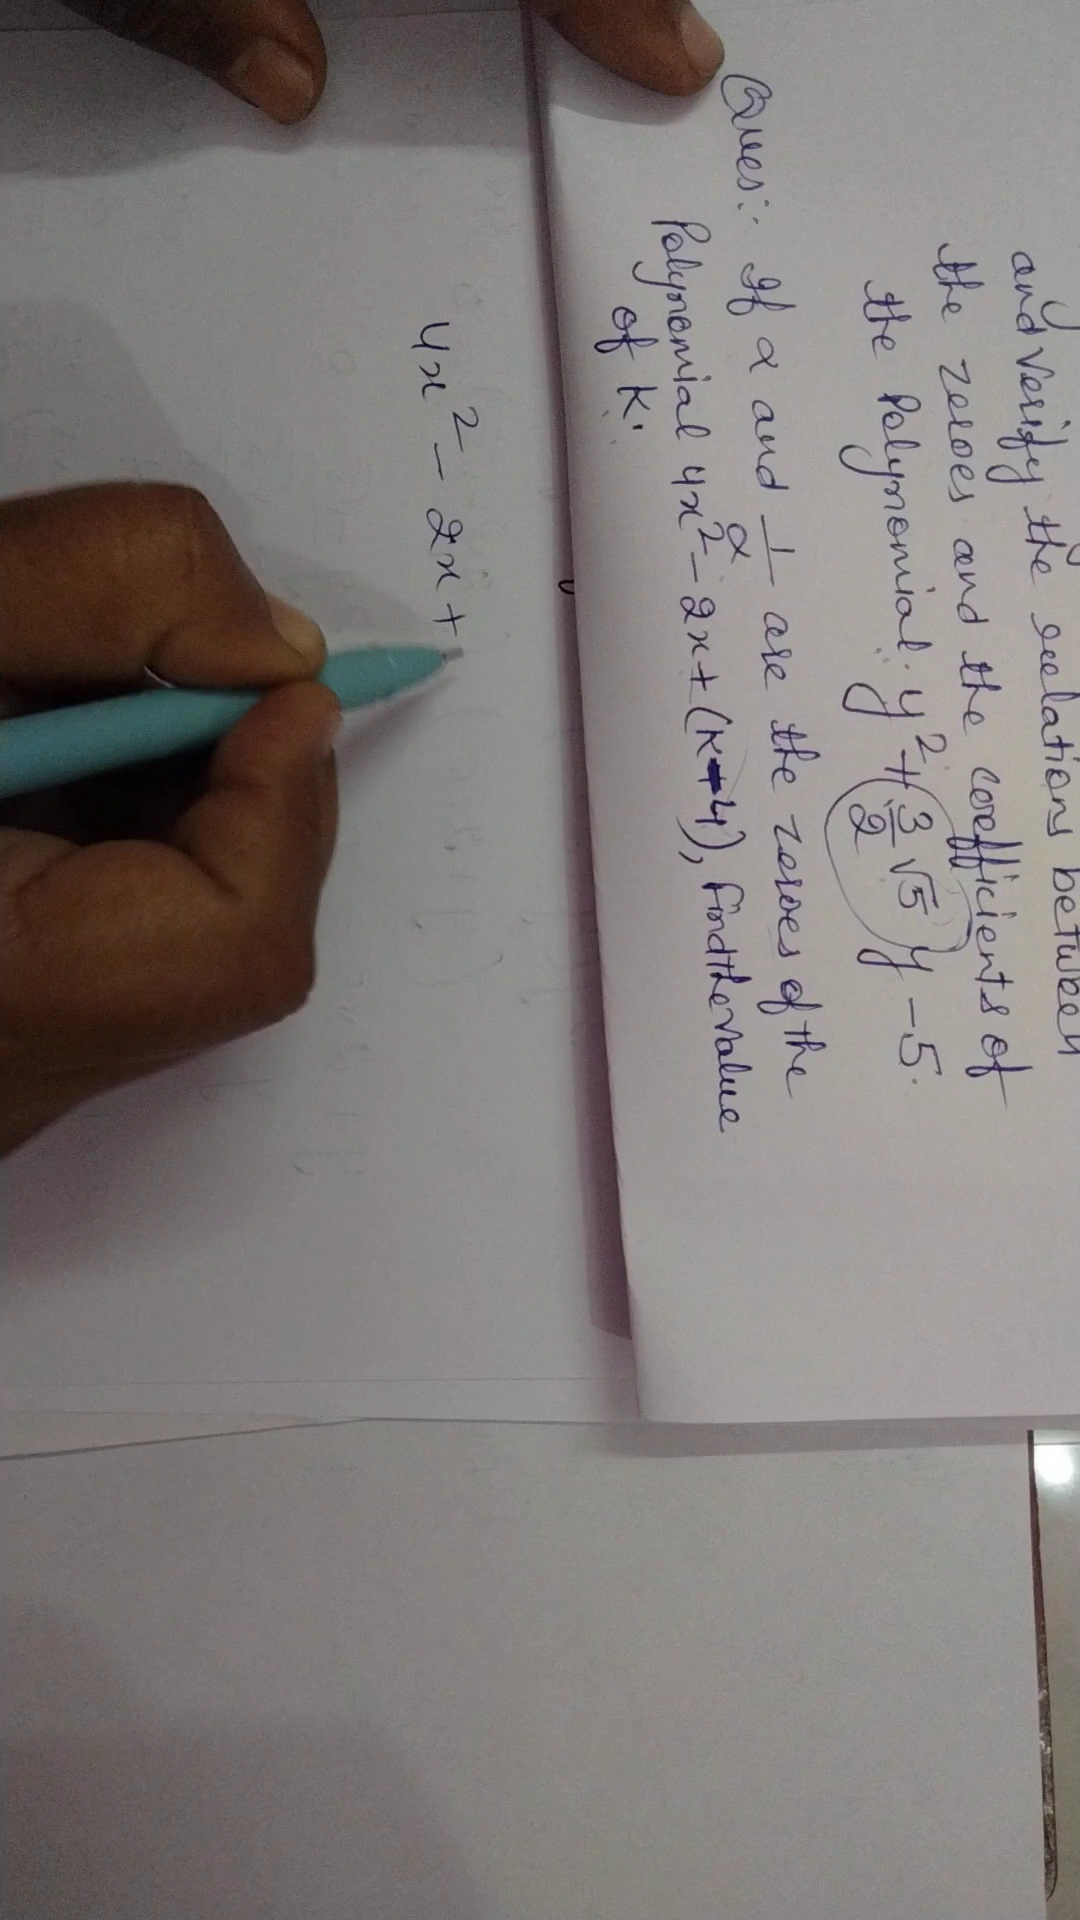 and verify the relations between
the zeroes and the coefficients of
the Polynomial: y² + 3/2 √5 y - 5.
Ques:- If α and 1/α are the zeroes of the
Polynomial 4x² - 2x + (K-4), find the value
of K.
4x² - 2x +